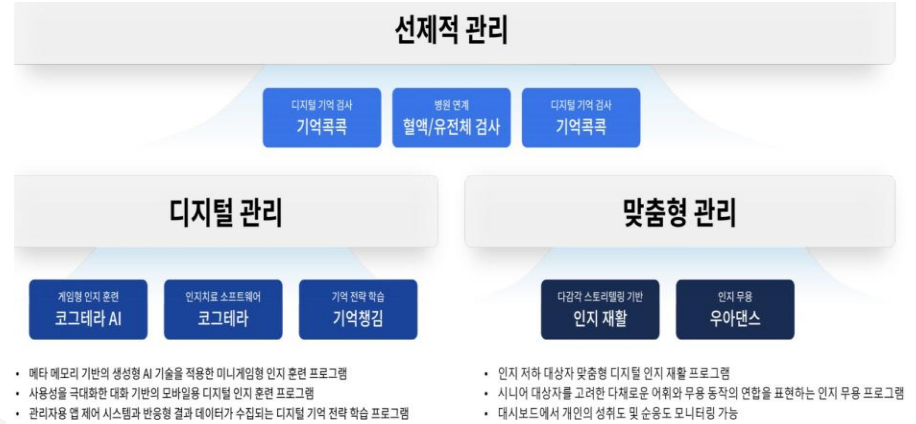 선제적 관리
디지털 기억 검사
기억콕콕
병원 연계
혈액/유전체 검사
디지털 기억 검사
기억콕콕
디지털 관리
게임형 인지 훈련
코그테라 AI
인지치료 소프트웨어
코그테라
기억 전략 학습
기억챙김
• 메타 메모리 기반의 생성형 AI 기술을 적용한 미니게임형 인지 훈련 프로그램
• 사용성을 극대화한 대화 기반의 모바일용 디지털 인지 훈련 프로그램
• 관리자용 앱 제어 시스템과 반응형 결과 데이터가 수집되는 디지털 기억 전략 학습 프로그램
맞춤형 관리
다감각 스토리텔링 기반
인지 재활
인지 무용
우아댄스
• 인지 저하 대상자 맞춤형 디지털 인지 재활 프로그램
• 시니어 대상자를 고려한 다채로운 어휘와 무용 동작의 연합을 표현하는 인지 무용 프로그램
• 대시보드에서 개인의 성취도 및 순응도 모니터링 가능